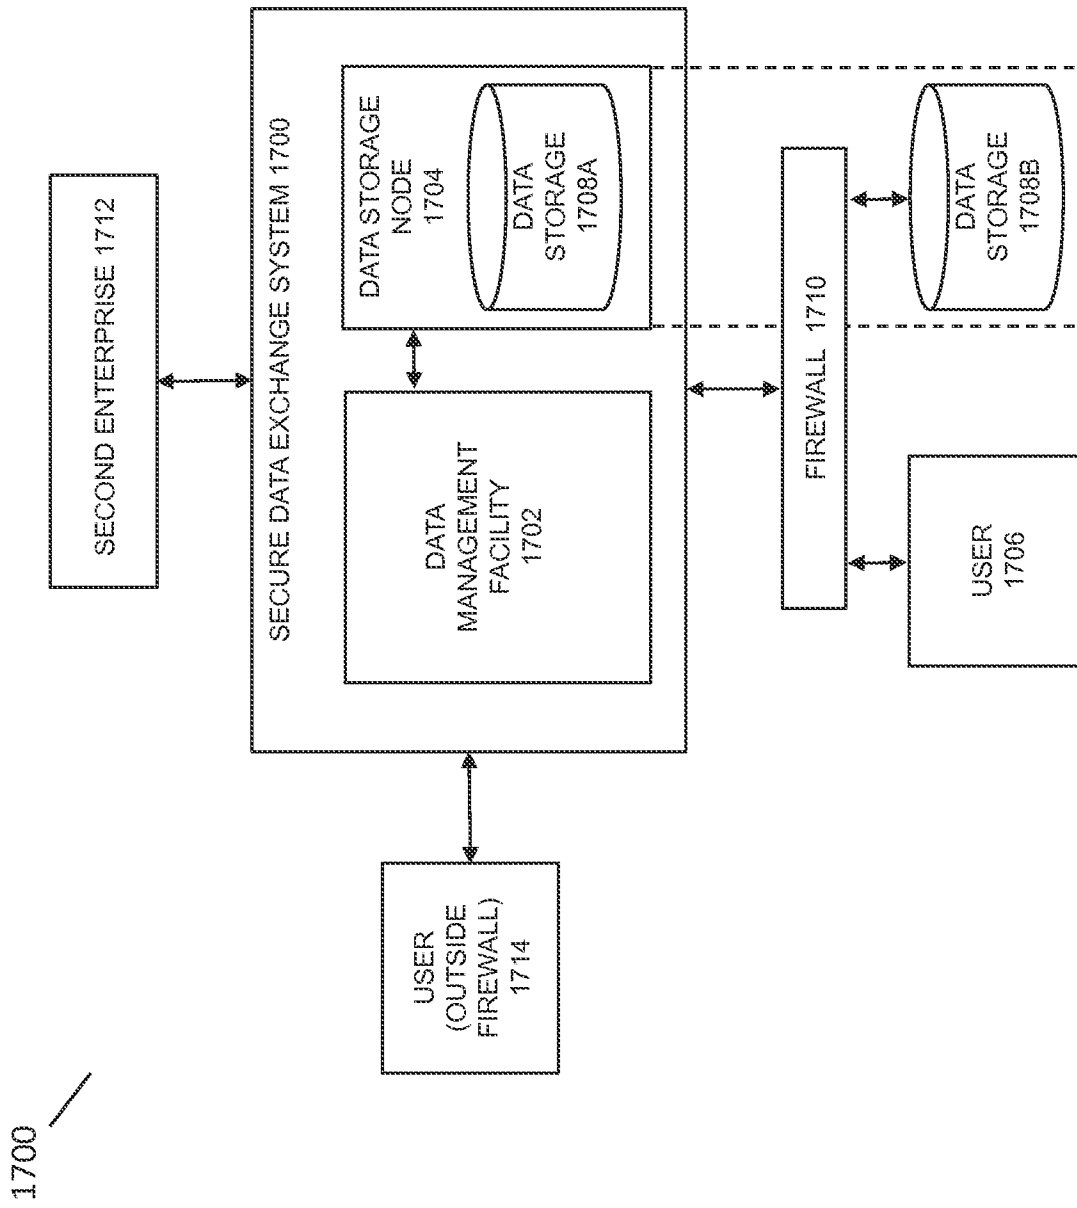 1700
SECOND ENTERPRISE 1712
SECURE DATA EXCHANGE SYSTEM 1700
DATA STORAGE
NODE
1704
DATA
STORAGE
1708A
DATA
MANAGEMENT
FACILITY
1702
USER
(OUTSIDE
FIREWALL)
1714
FIREWALL 1710
USER
1706
DATA
STORAGE
1708B